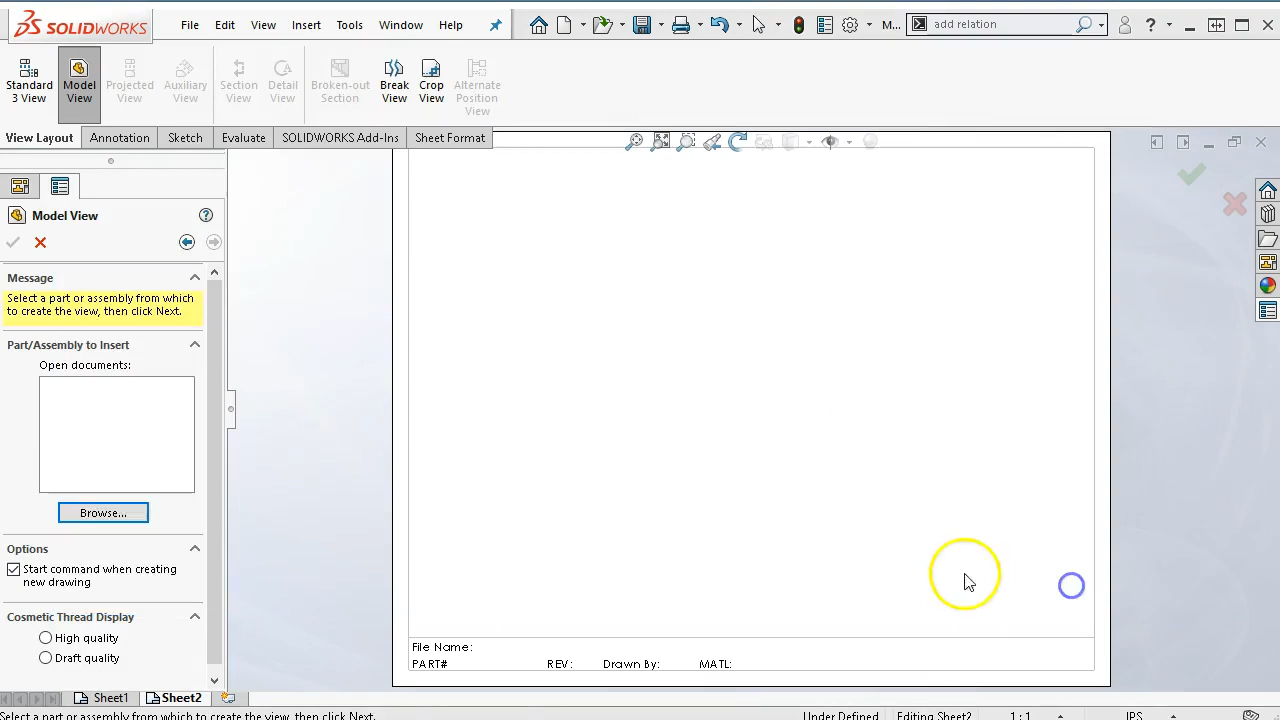 SOLIDWORKS
File Edit View Insert Tools Window Help
M...
add relation
Standard 3 View
Model View
Projected View
Auxiliary View
Section View
Detail View
Broken-out Section
Break View
Crop View
Alternate Position View
View Layout
Annotation
Sketch
Evaluate
SOLIDWORKS Add-Ins
Sheet Format
Model View
Message
Select a part or assembly from which
to create the view, then click Next.
Part/Assembly to Insert
Open documents:
Browse...
Options
Start command when creating
new drawing
Cosmetic Thread Display
High quality
Draft quality
File Name:
PART# REV: Drawn By: MATL:
Sheet1 Sheet2
Select a part or assembly from which to create the view, then click Next.
Under Defined Editing Sheet2 1 : 1 IPS